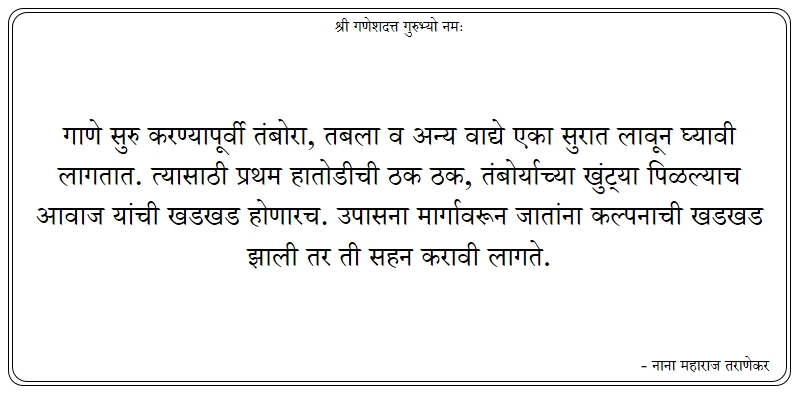 श्री गणेशदत्त गुरुभ्यो नमः
गाणे सुरु करण्यापूर्वी तंबोरा, तबला व अन्य वाद्ये एका सुरात लावून घ्यावी
लागतात. त्यासाठी प्रथम हातोडीची ठक ठक, तंबोर्याच्या खुंट्या पिळल्याच
आवाज यांची खडखड होणारच. उपासना मार्गावरून जातांना कल्पनाची खडखड
झाली तर ती सहन करावी लागते.
- नाना महाराज तराणेकर